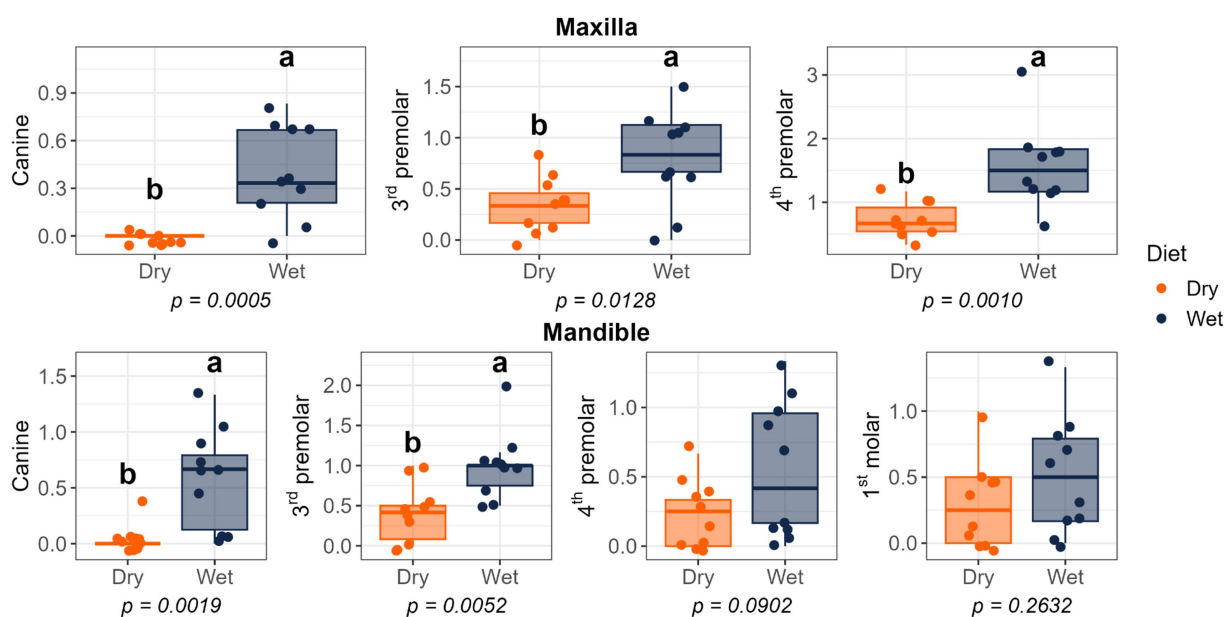 Maxilla
Canine
0.9
0.6
0.3
0.0
b
a
Dry Wet
p = 0.0005
3rd premolar
1.5
1.0
0.5
0.0
b
a
Dry Wet
p = 0.0128
4th premolar
3
2
1
b
a
Dry Wet
p = 0.0010
Diet
Dry
Wet
Mandible
Canine
1.5
1.0
0.5
0.0
b
a
Dry Wet
p = 0.0019
3rd premolar
2.0
1.5
1.0
0.5
0.0
b
a
Dry Wet
p = 0.0052
4th premolar
1.0
0.5
0.0
Dry Wet
p = 0.0902
1st molar
1.0
0.5
0.0
Dry Wet
p = 0.2632